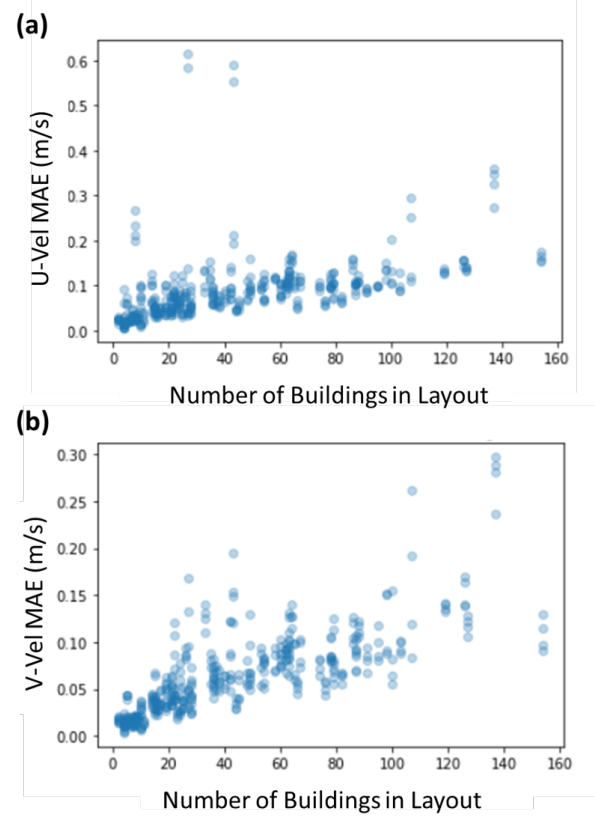 (a)
U-Vel MAE (m/s)
0.6
0.5
0.4
0.3
0.2
0.1
0.0
0 20 40 60 80 100 120 140 160
Number of Buildings in Layout
(b)
V-Vel MAE (m/s)
0.30
0.25
0.20
0.15
0.10
0.05
0.00
0 20 40 60 80 100 120 140 160
Number of Buildings in Layout